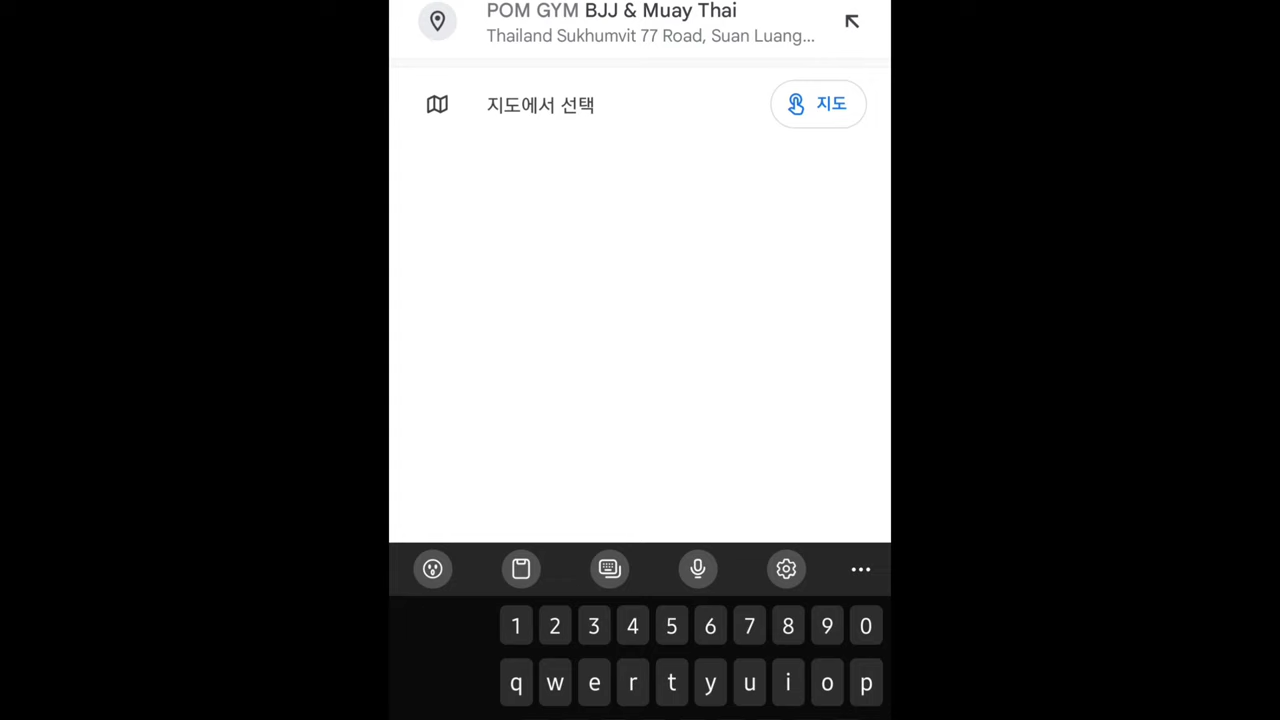 POM GYM BJJ & Muay Thai
Thailand Sukhumvit 77 Road, Suan Luang...
지도에서 선택
지도
1 2 3 4 5 6 7 8 9 0
q w e r t y u i o p